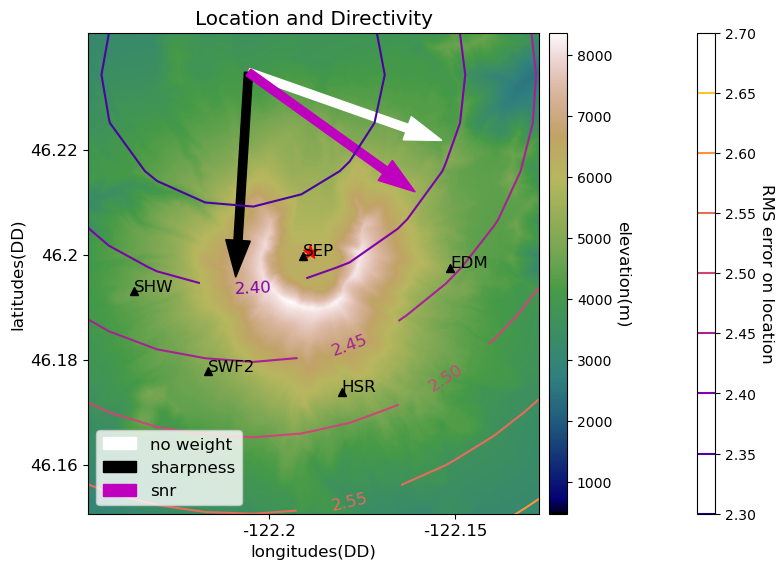 Location and Directivity
46.22
46.2
46.18
46.16
latitudes(DD)
-122.2
-122.15
longitudes(DD)
SEP
EDM
SHW
SWF2
HSR
2.40
2.45
2.50
2.55
no weight
sharpness
snr
8000
7000
6000
5000
4000
3000
2000
1000
elevation(m)
2.70
2.65
2.60
2.55
2.50
2.45
2.40
2.35
2.30
RMS error on location